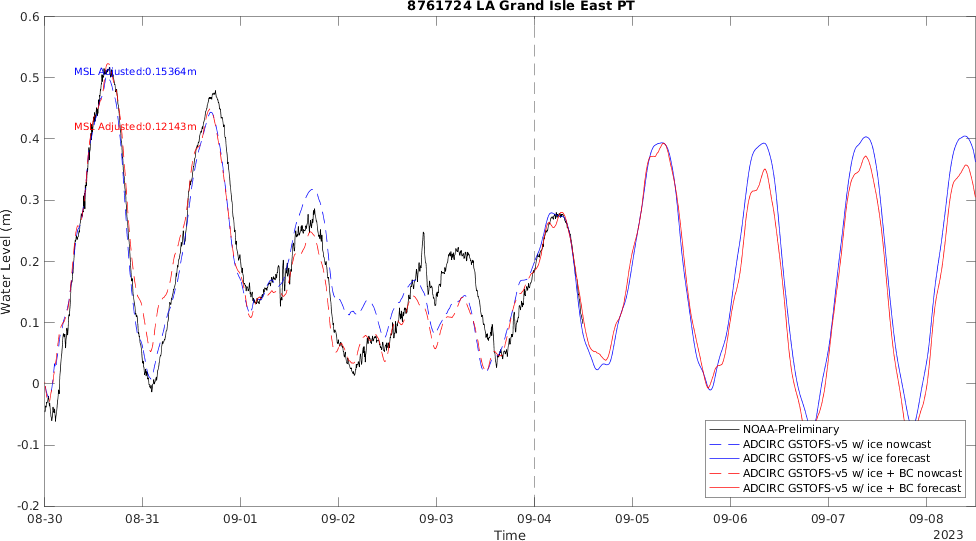 8761724 LA Grand Isle East PT
Water Level (m)
0.6
0.5
0.4
0.3
0.2
0.1
0
-0.1
-0.2
MSL Adjusted:0.15364m
MSL Adjusted:0.12143m
NOAA-Preliminary
ADCIRC GSTOFS-v5 w/ ice nowcast
ADCIRC GSTOFS-v5 w/ ice forecast
ADCIRC GSTOFS-v5 w/ ice + BC nowcast
ADCIRC GSTOFS-v5 w/ ice + BC forecast
08-30 08-31 09-01 09-02 09-03 09-04 09-05 09-06 09-07 09-08
Time
2023